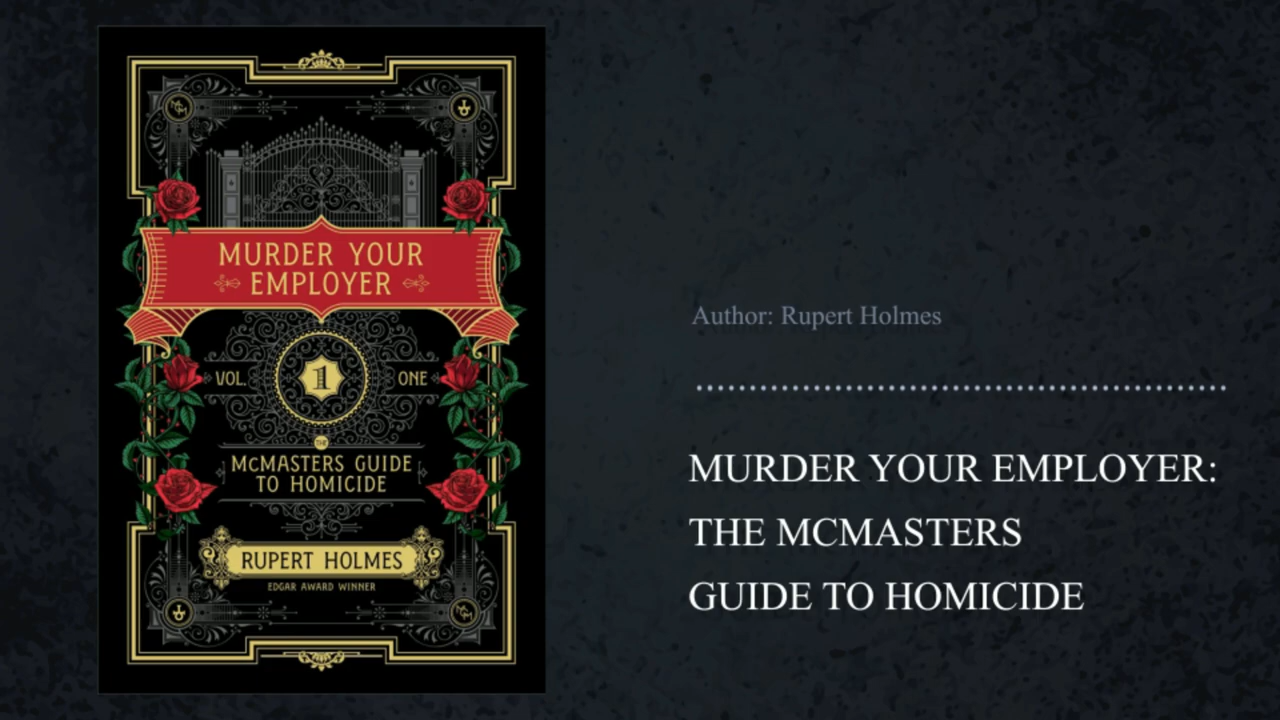 MURDER YOUR
EMPLOYER
VOL. 1 ONE
THE
MCMASTERS GUIDE
TO HOMICIDE
RUPERT HOLMES
EDGAR AWARD WINNER
Author: Rupert Holmes
MURDER YOUR EMPLOYER:
THE MCMASTERS
GUIDE TO HOMICIDE